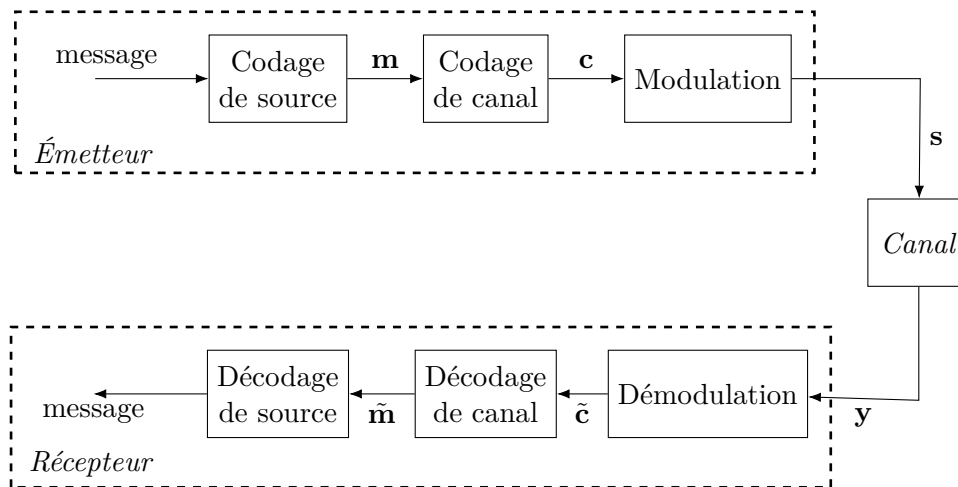 message
Codage
de source
m
Codage
de canal
c
Modulation
Émetteur
s
Canal
Décodage
de source
Décodage
de canal
Démodulation
message
m̃
c̃
y
Récepteur